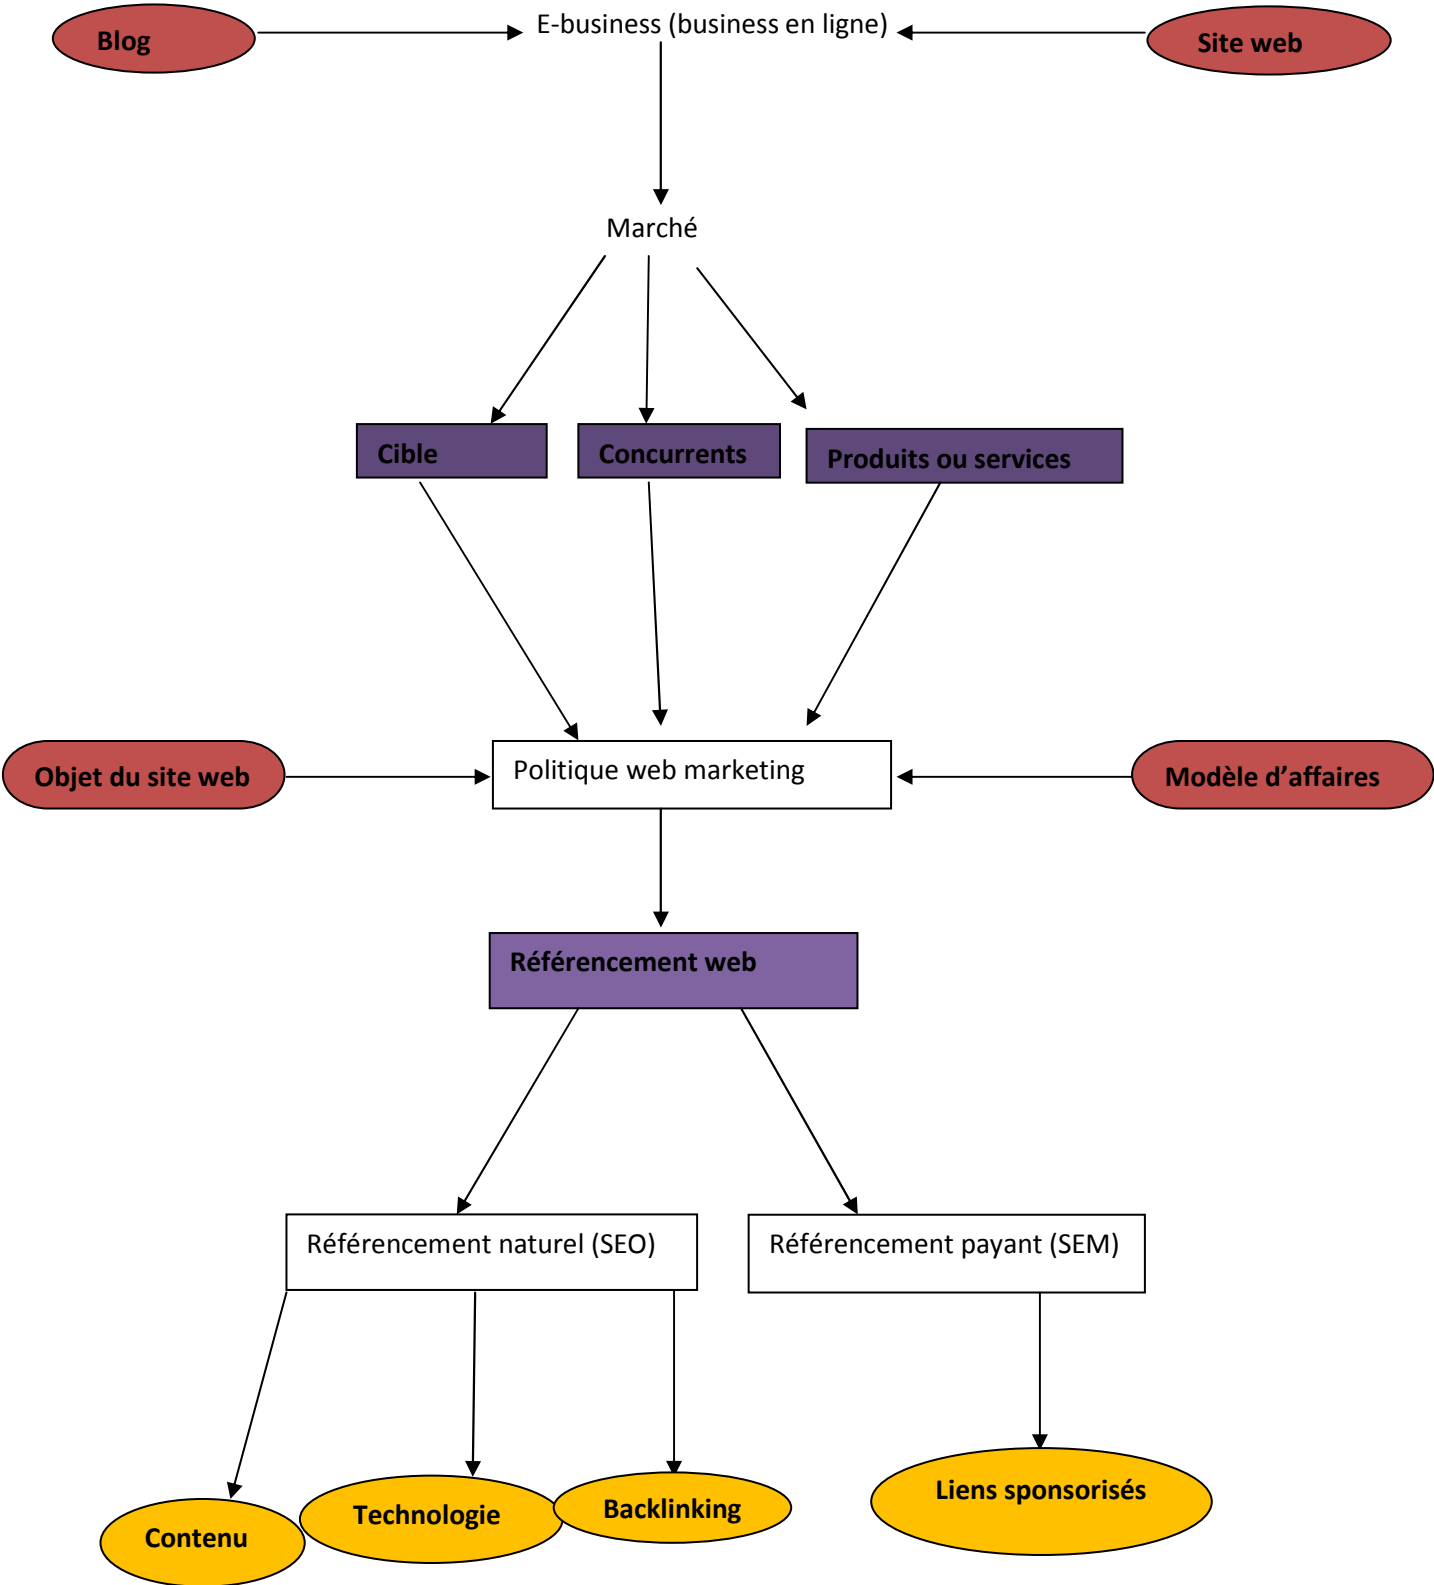 Blog
E-business (business en ligne)
Site web
Marché
Cible
Concurrents
Produits ou services
Objet du site web
Politique web marketing
Modèle d’affaires
Référencement web
Référencement naturel (SEO)
Référencement payant (SEM)
Contenu
Technologie
Backlinking
Liens sponsorisés